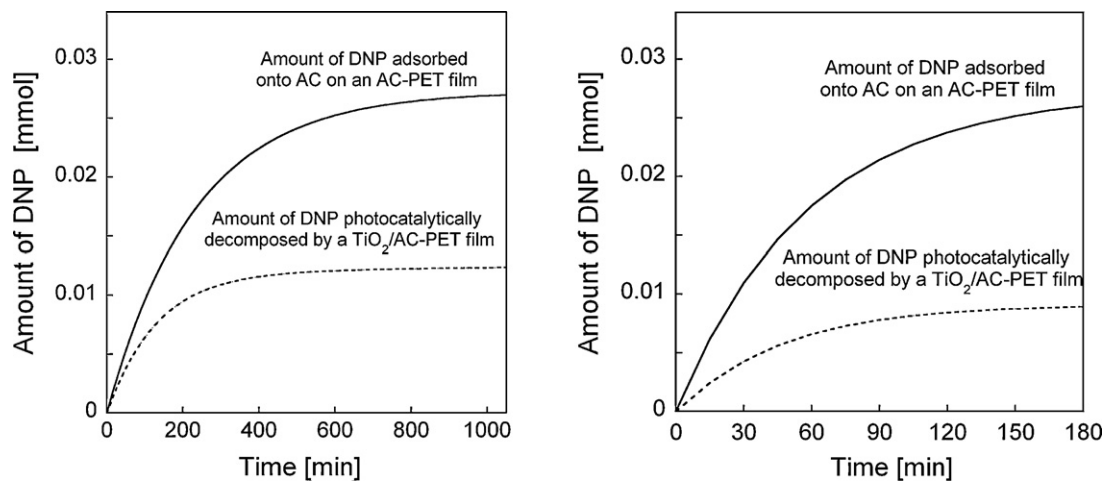 Amount of DNP [mmol]
0.03
0.02
0.01
0
Amount of DNP adsorbed
onto AC on an AC-PET film
Amount of DNP photocatalytically
decomposed by a TiO2/AC-PET film
0 200 400 600 800 1000
Time [min]
Amount of DNP [mmol]
0.03
0.02
0.01
0
Amount of DNP adsorbed
onto AC on an AC-PET film
Amount of DNP photocatalytically
decomposed by a TiO2/AC-PET film
0 30 60 90 120 150 180
Time [min]